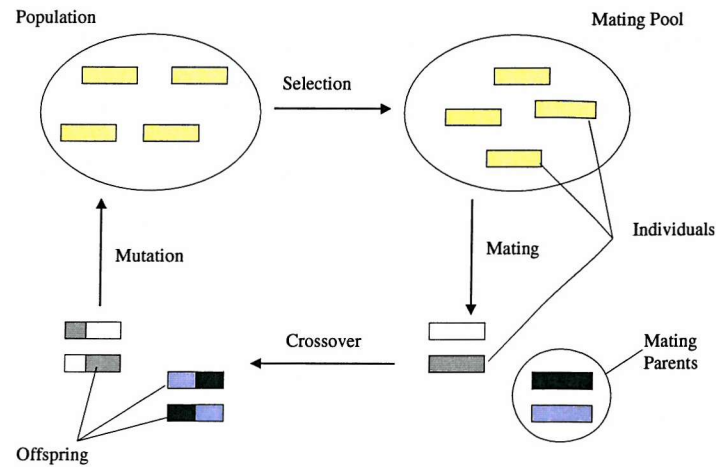 Population
Mating Pool
Selection
Individuals
Mutation
Mating
Crossover
Mating
Parents
Offspring